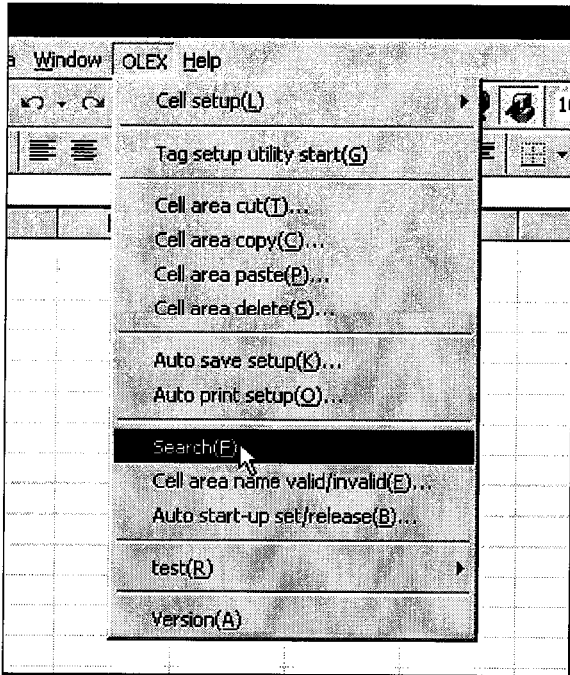 Window OLEX Help
Cell setup(L)
Tag setup utility start(G)
Cell area cut(T)...
Cell area copy(C)...
Cell area paste(P)...
Cell area delete(S)...
Auto save setup(K)...
Auto print setup(O)...
Search(F)
Cell area name valid/invalid(E)...
Auto start-up set/release(B)...
test(R)
Version(A)